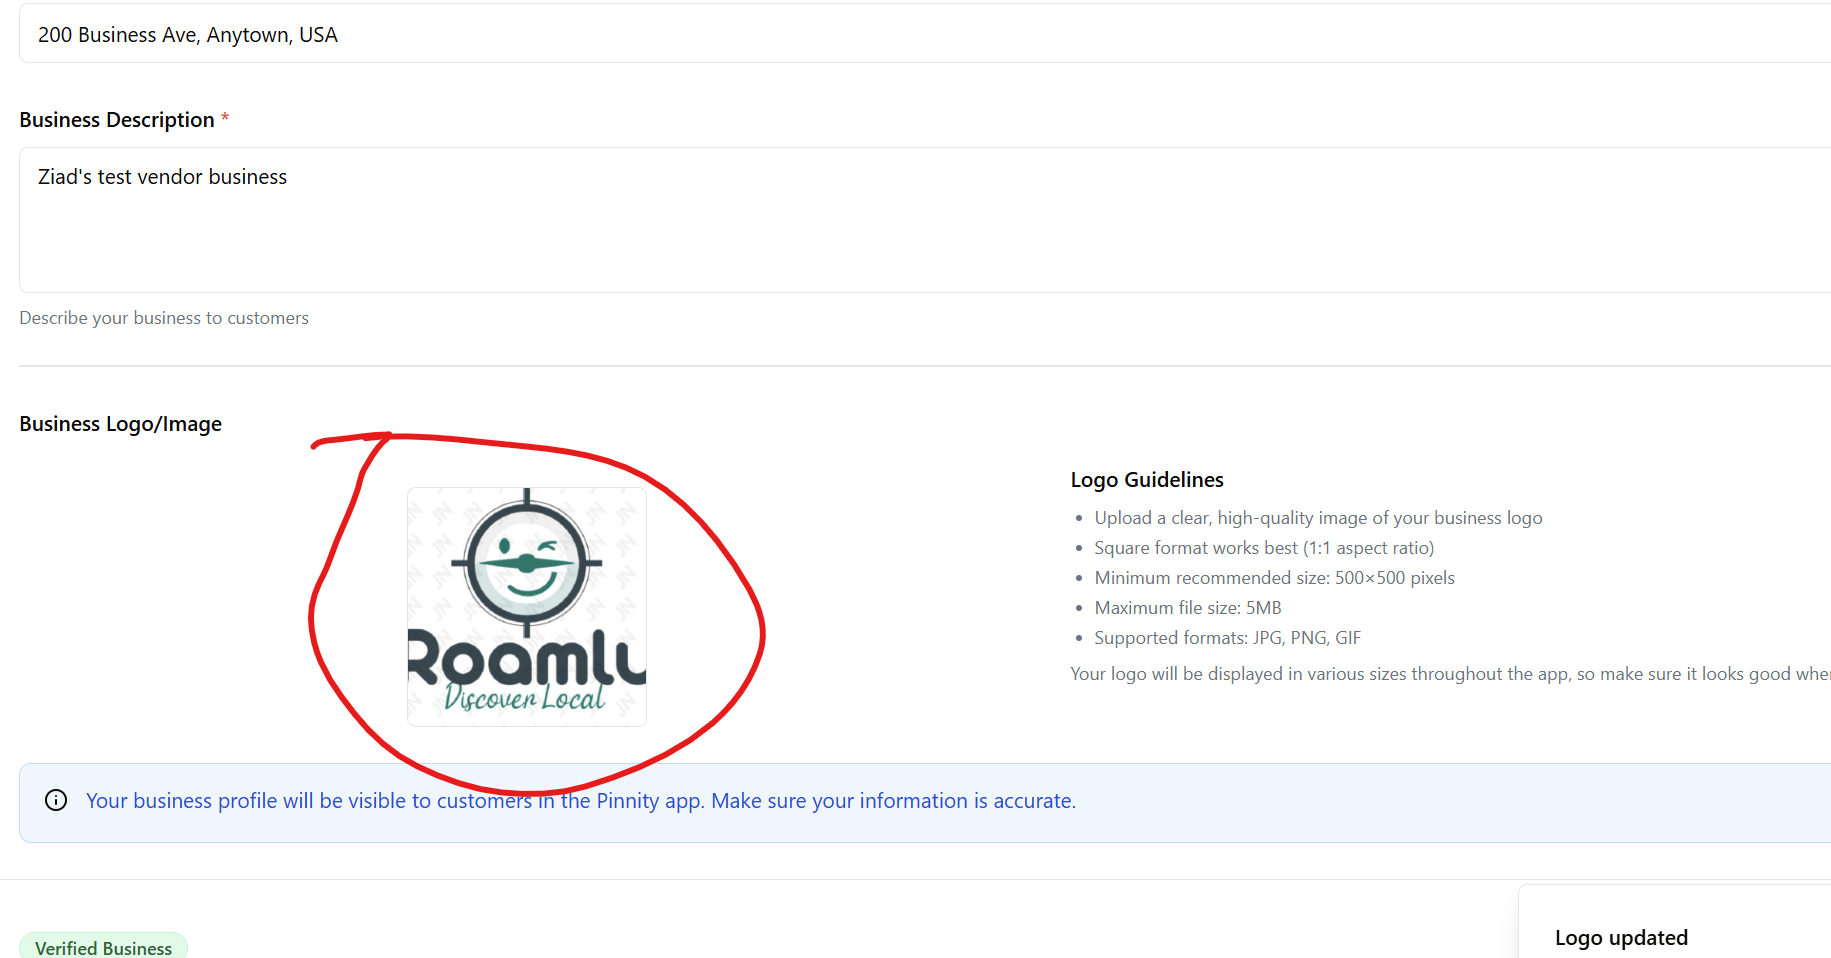 200 Business Ave, Anytown, USA
Business Description *
Ziad's test vendor business
Describe your business to customers
Business Logo/Image
Roamly
Discover Local
Logo Guidelines
• Upload a clear, high-quality image of your business logo
• Square format works best (1:1 aspect ratio)
• Minimum recommended size: 500×500 pixels
• Maximum file size: 5MB
• Supported formats: JPG, PNG, GIF
Your logo will be displayed in various sizes throughout the app, so make sure it looks good
Your business profile will be visible to customers in the Pinnity app. Make sure your information is accurate.
Verified Business
Logo updated